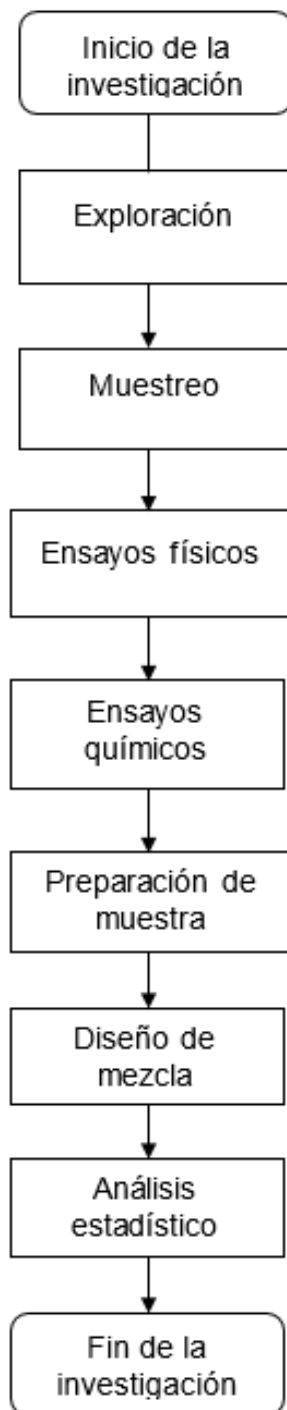 Inicio de la
investigación
Exploración
Muestreo
Ensayos físicos
Ensayos
químicos
Preparación de
muestra
Diseño de
mezcla
Análisis
estadístico
Fin de la
investigación